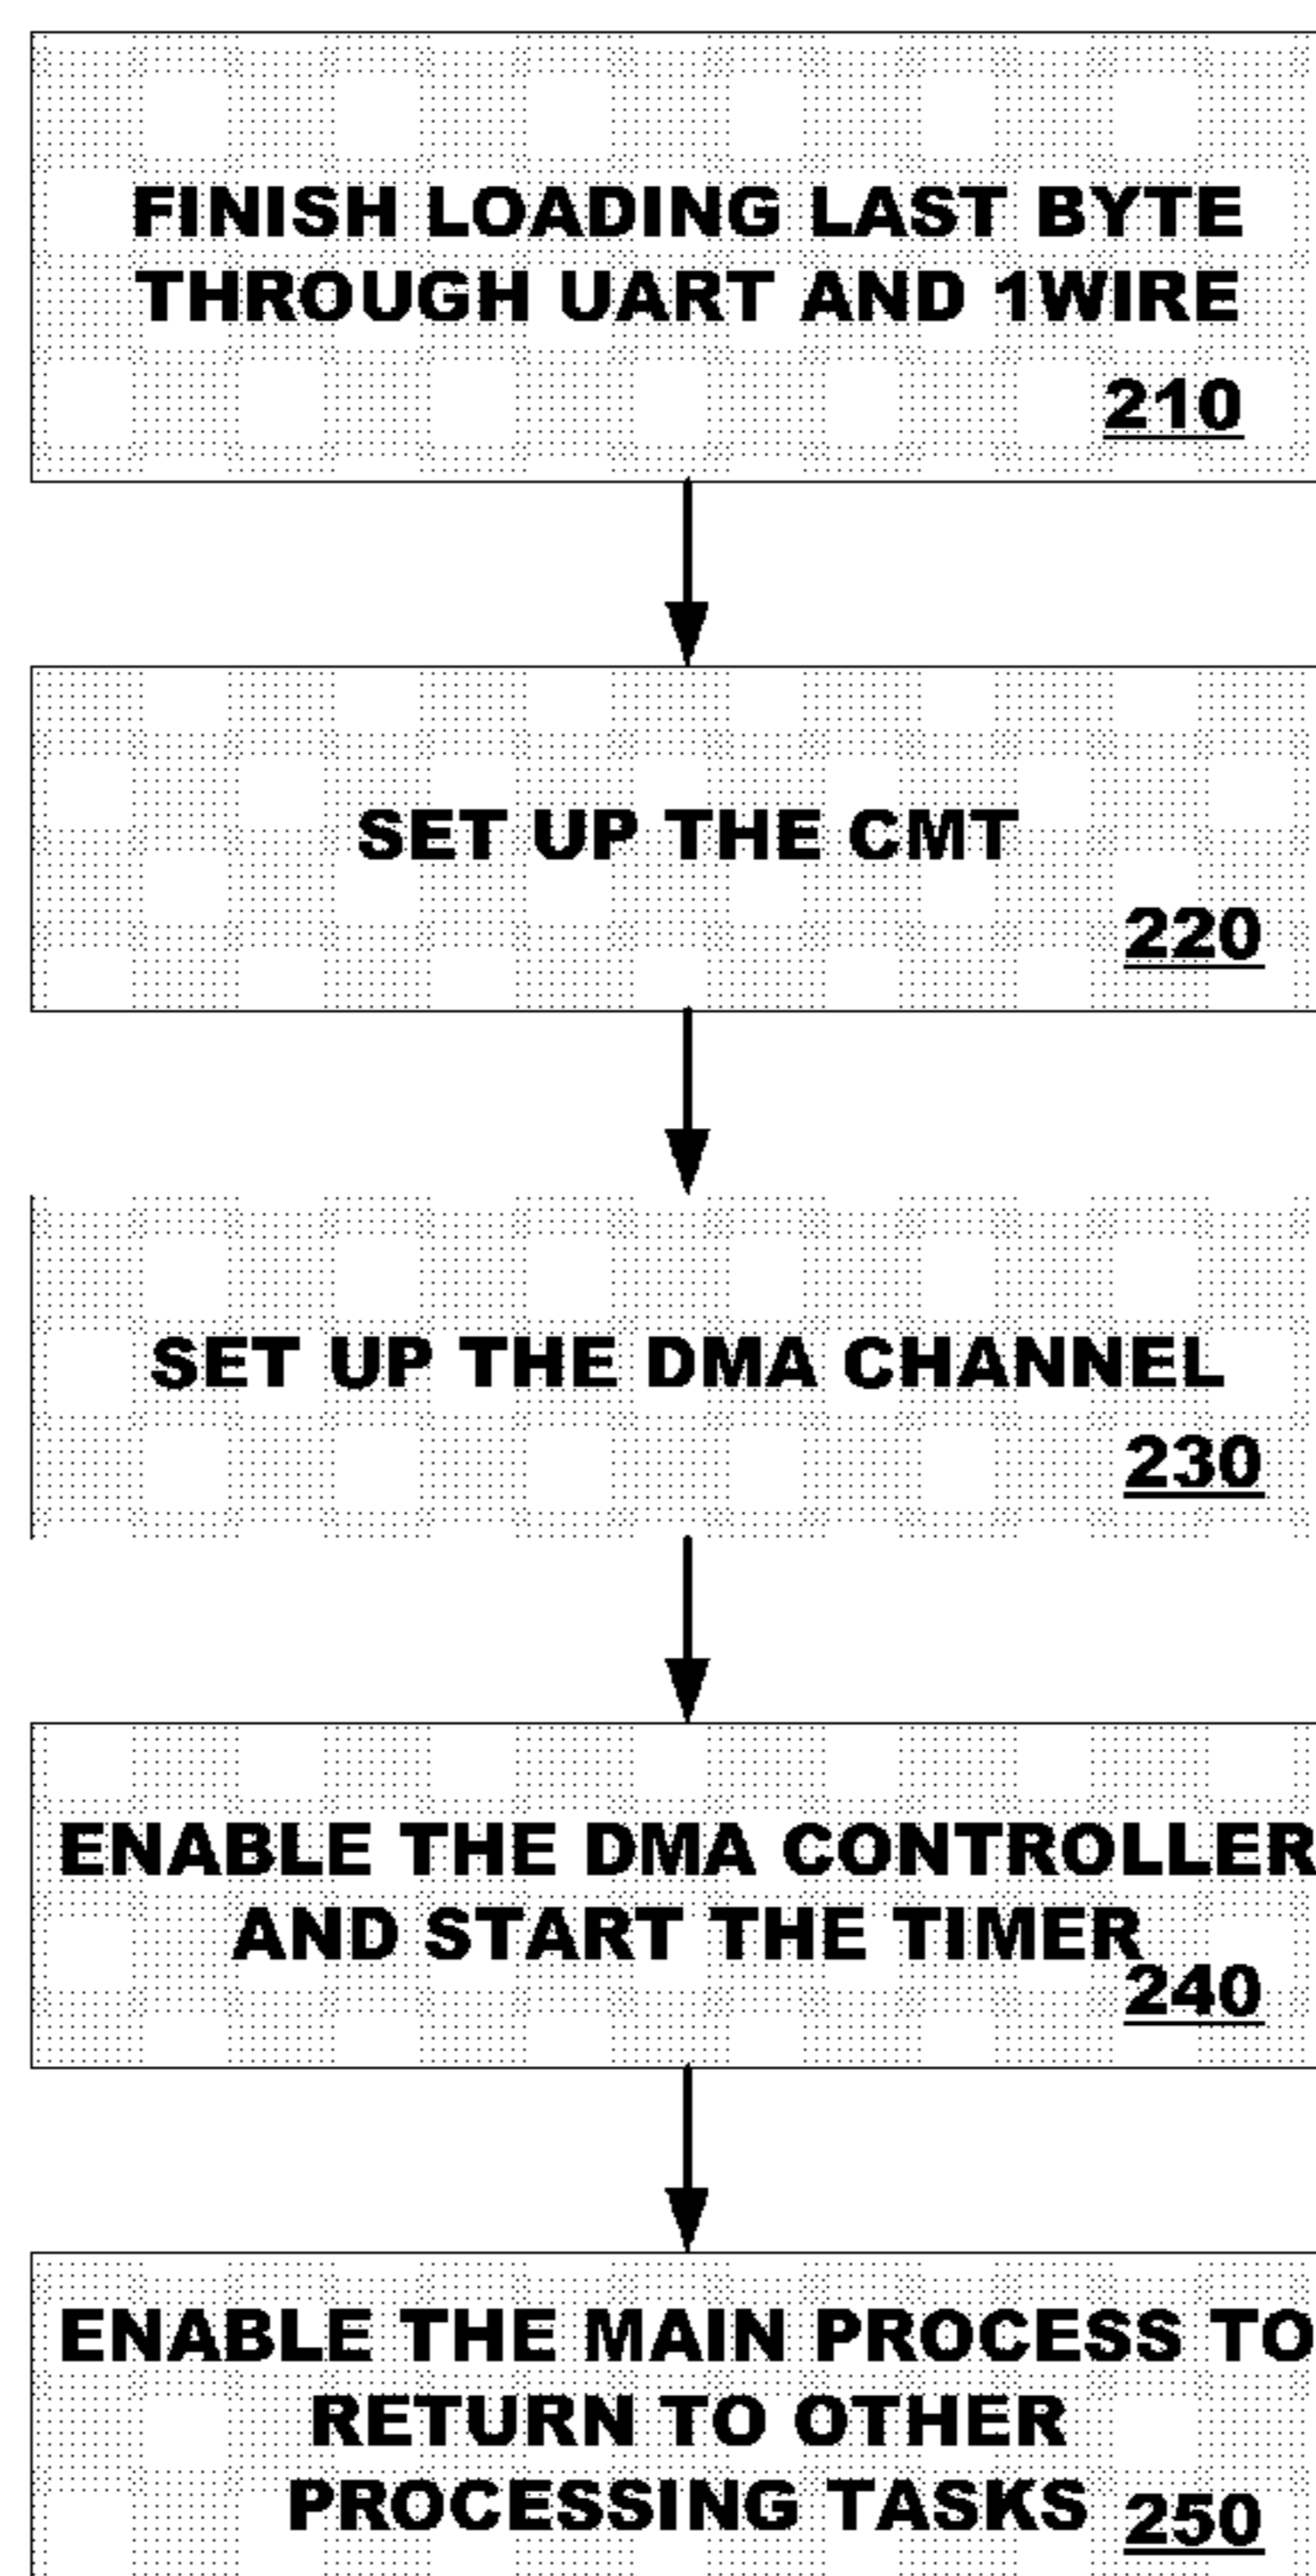 FINISH LOADING LAST BYTE
THROUGH UART AND 1WIRE
210
SET UP THE CMT
220
SET UP THE DMA CHANNEL
230
ENABLE THE DMA CONTROLLER
AND START THE TIMER
240
ENABLE THE MAIN PROCESS TO
RETURN TO OTHER
PROCESSING TASKS 250